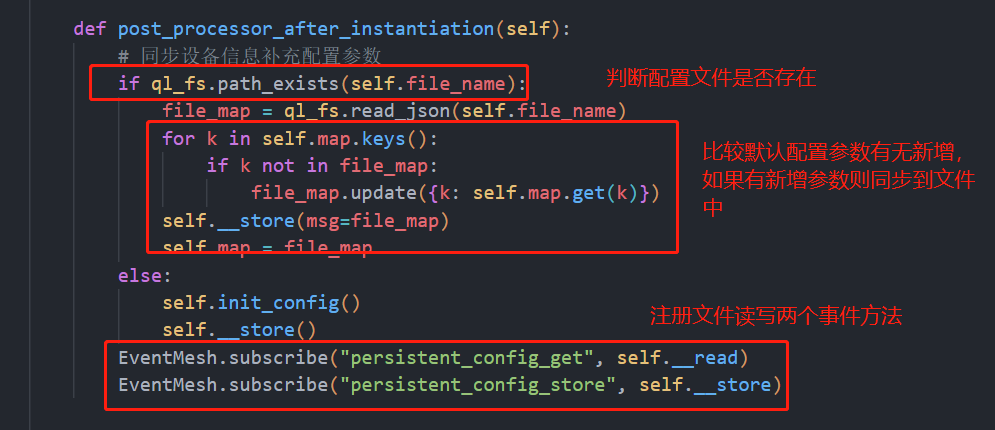 def post_processor_after_instantiation(self):
# 同步设备信息补充配置参数
if ql_fs.path_exists(self.file_name):
判断配置文件是否存在
file_map = ql_fs.read_json(self.file_name)
for k in self.map.keys():
if k not in file_map:
file_map.update({k: self.map.get(k)})
比较默认配置参数有无新增，
如果有新增参数则同步到文件
中
self.__store(msg=file_map)
self.map = file_map
else:
self.init_config()
self.__store()
注册文件读写两个事件方法
EventMesh.subscribe("persistent_config_get", self.__read)
EventMesh.subscribe("persistent_config_store", self.__store)